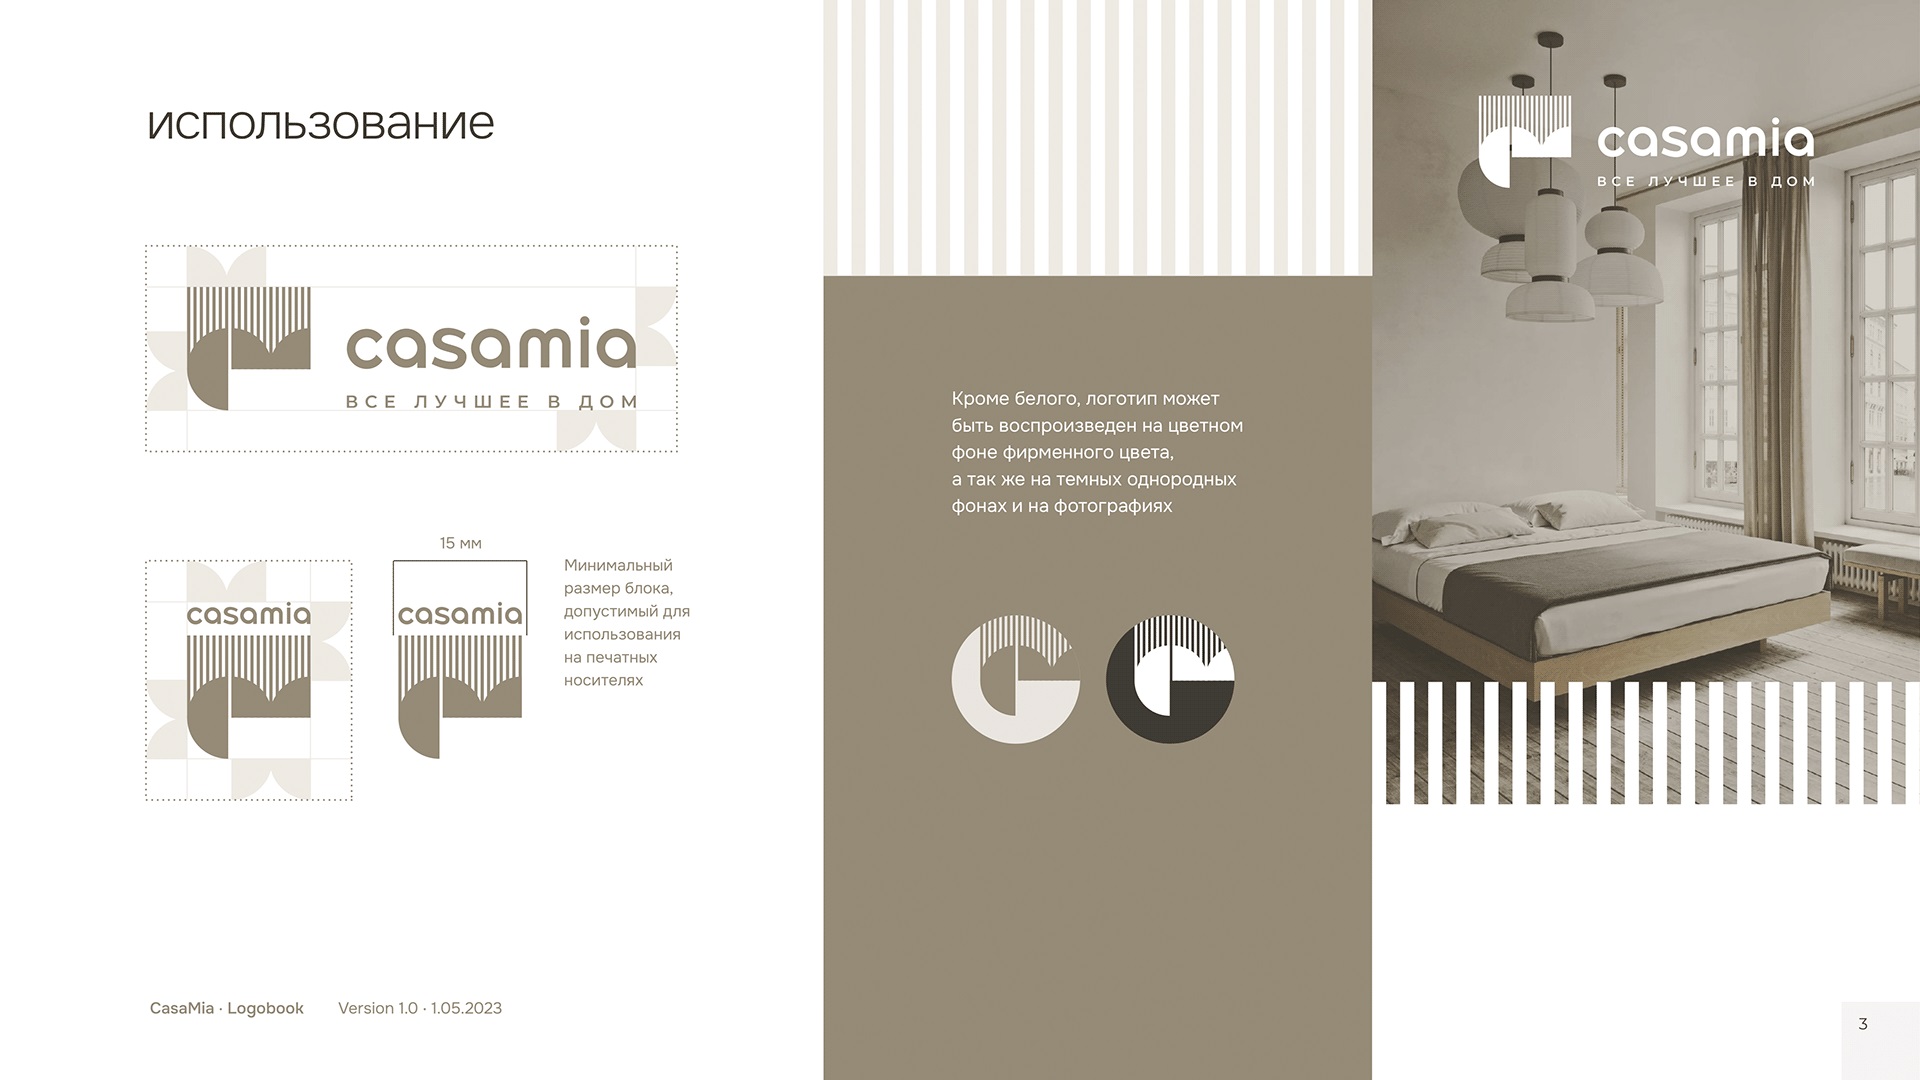 использование
casamia
ВСЕ ЛУЧШЕЕ В ДОМ
casamia
15 мм
casamia
Минимальный
размер блока,
допустимый для
использования
на печатных
носителях
Кроме белого, логотип может
быть воспроизведен на цветном
фоне фирменного цвета,
а так же на темных однородных
фонах и на фотографиях
casamia
ВСЕ ЛУЧШЕЕ В ДОМ
CasaMia · Logobook
Version 1.0 · 1.05.2023
3